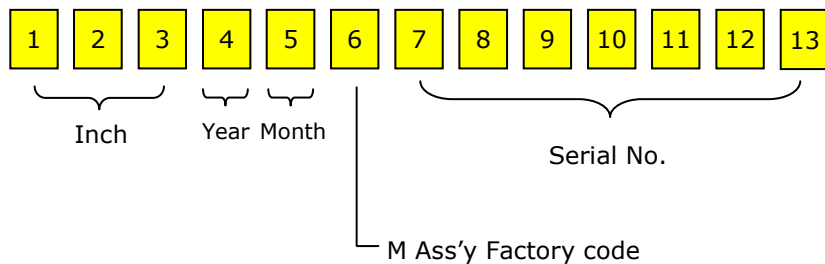 1 2 3 4 5 6 7 8 9 10 11 12 13
Inch Year Month
Serial No.
M Ass'y Factory code